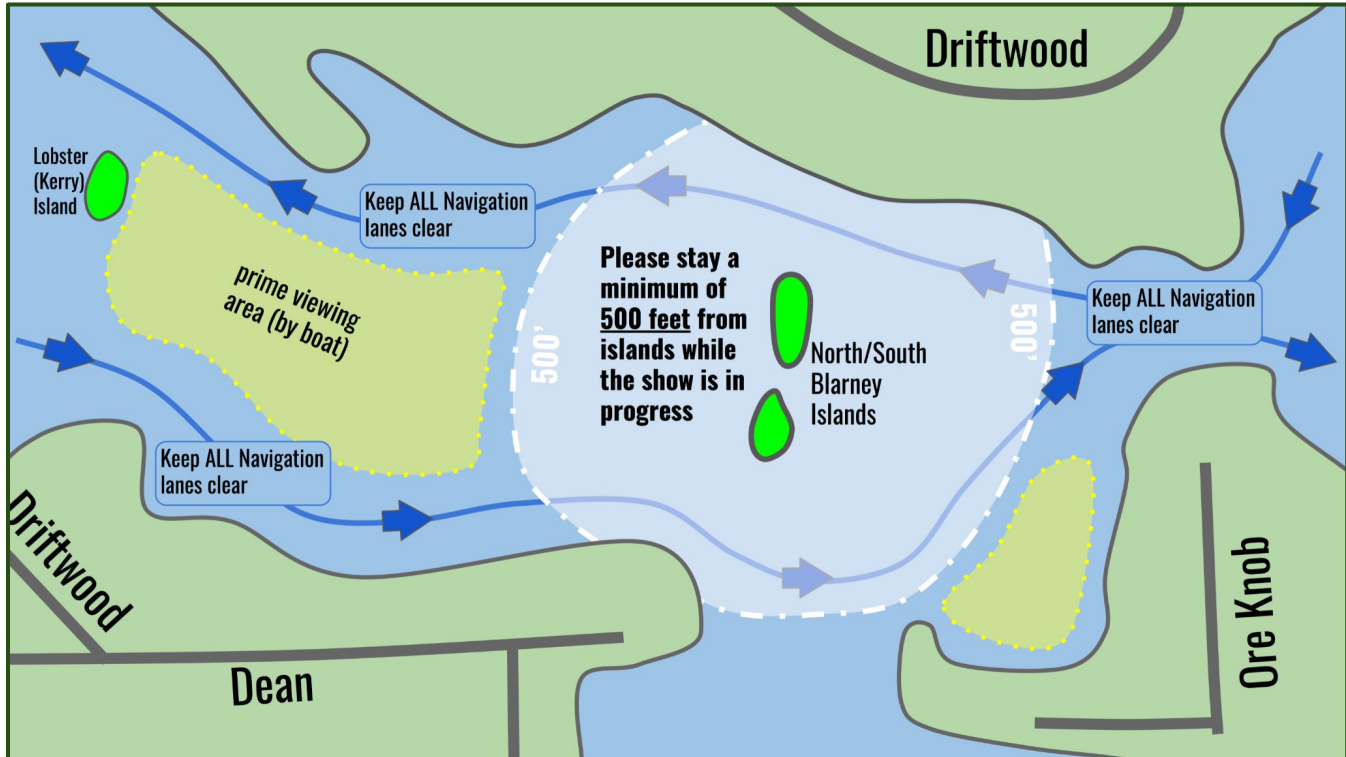 Driftwood
Lobster
(Kerry)
Island
Keep ALL Navigation
lanes clear
prime viewing
area (by boat)
Please stay a
minimum of
500 feet from
islands while
the show is in
progress
500'
500'
North/South
Blarney
Islands
Keep ALL Navigation
lanes clear
Keep ALL Navigation
lanes clear
Driftwood
Dean
Ore Knob